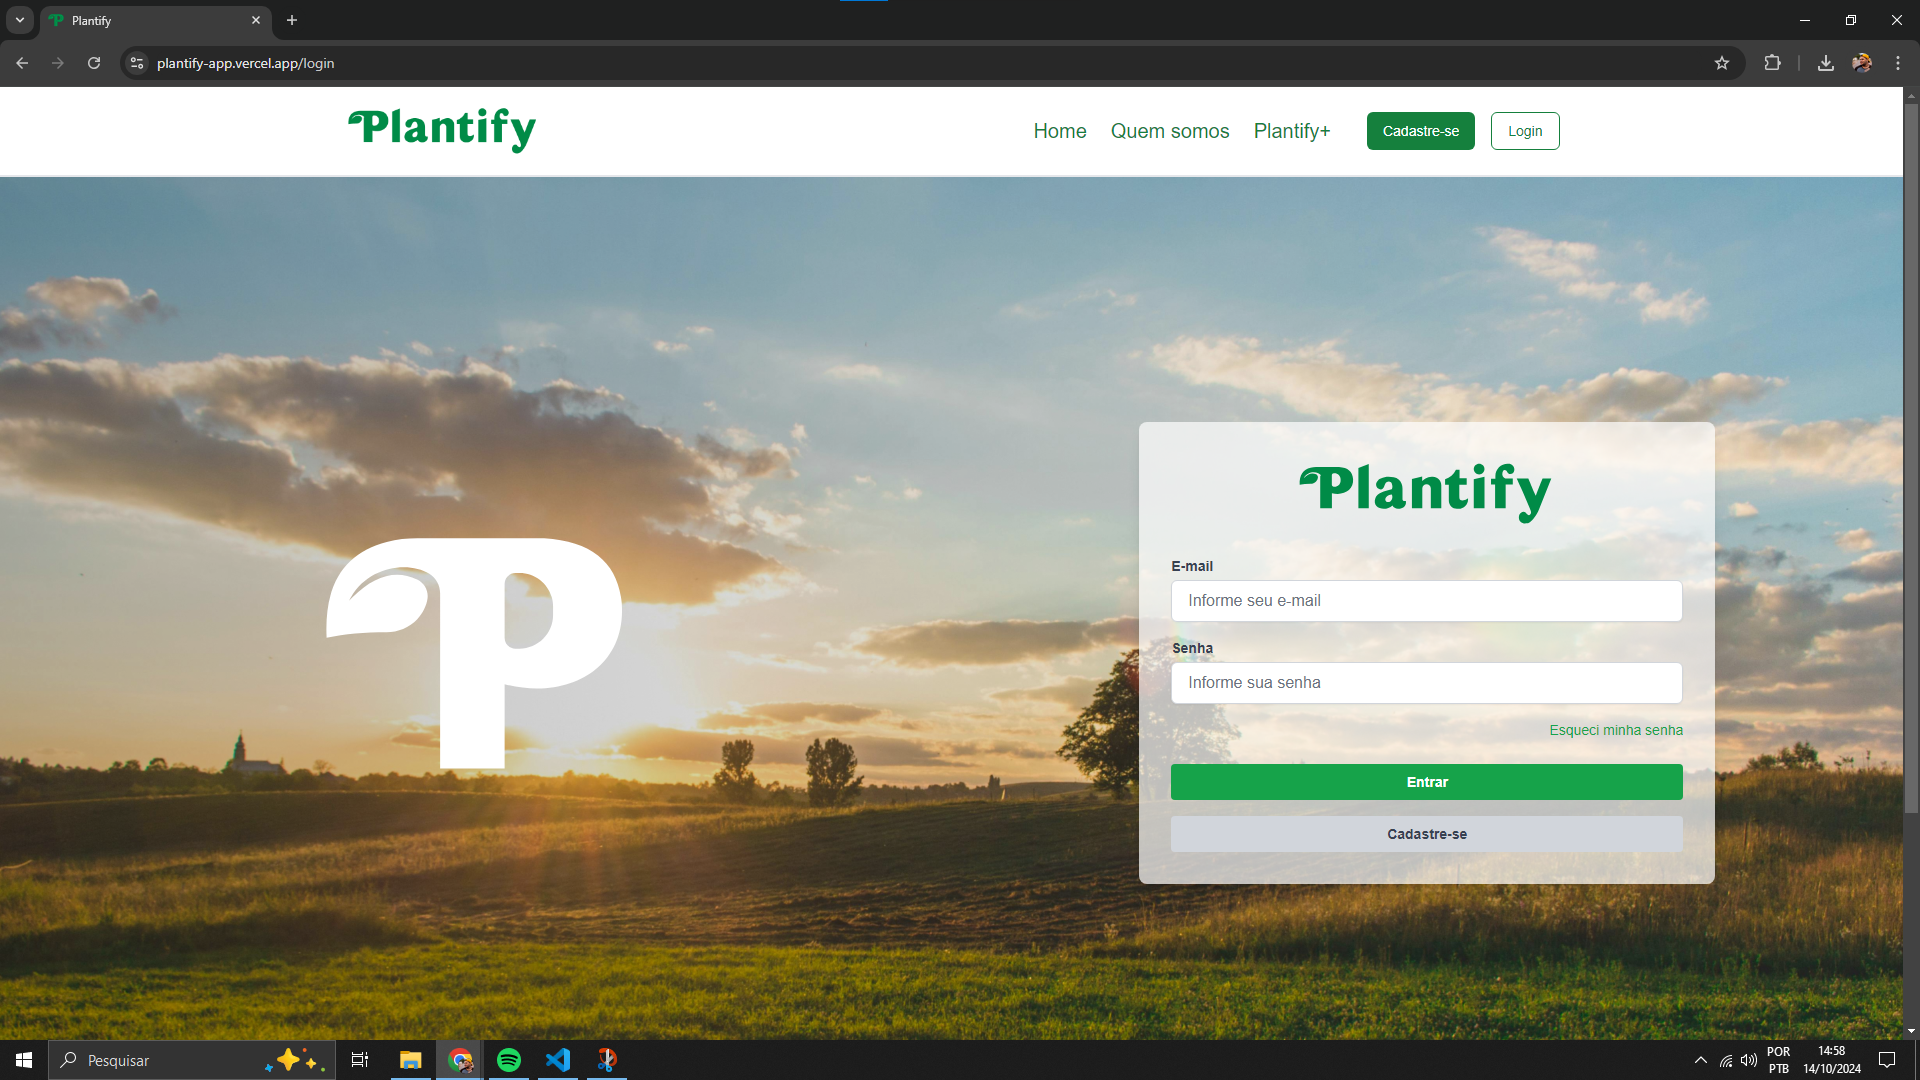 Plantify
plantify-app.vercel.app/login
Plantify
Home
Quem somos
Plantify+
Cadastre-se
Login
P
Plantify
E-mail
Informe seu e-mail
Senha
Informe sua senha
Esqueci minha senha
Entrar
Cadastre-se
Pesquisar
POR
PTB
14:58
14/10/2024